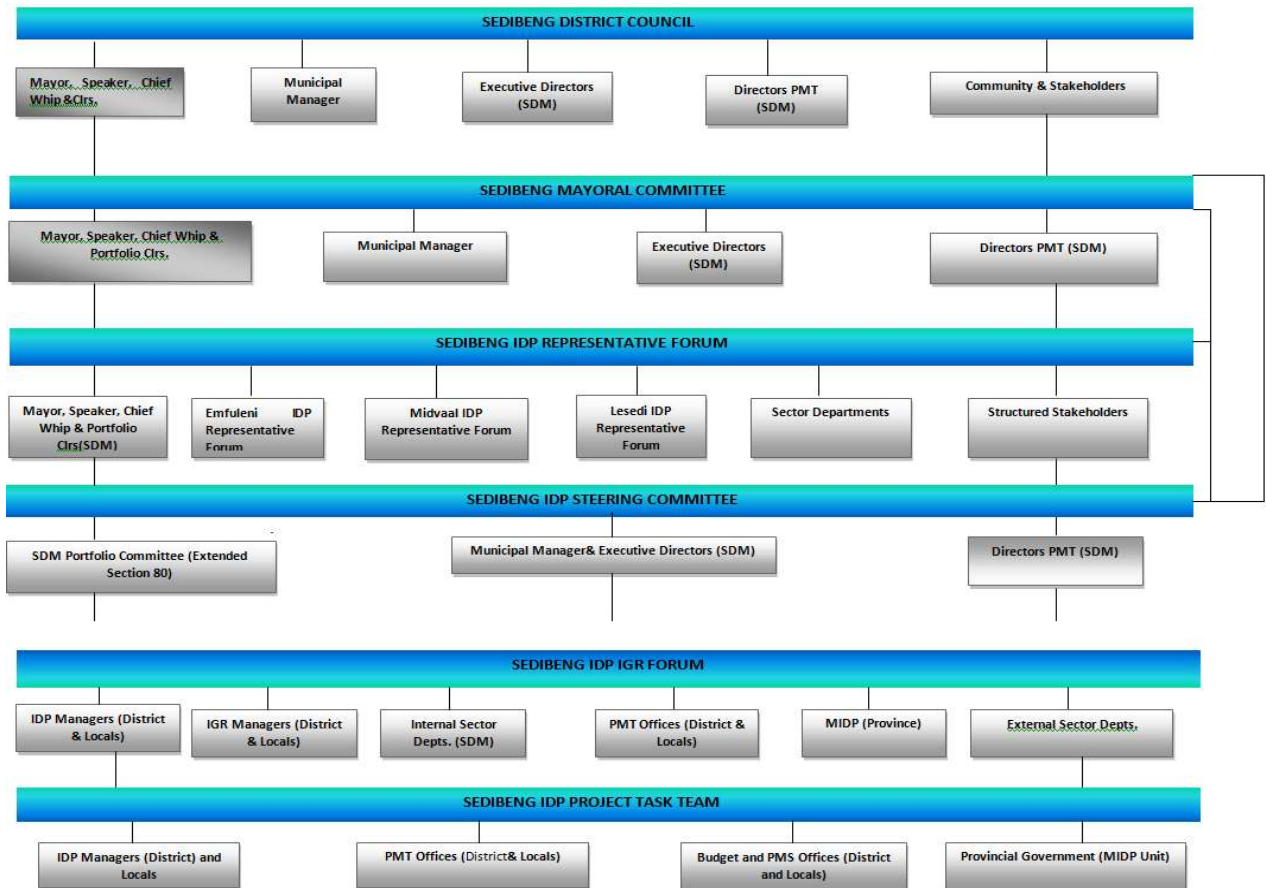 SEDIBENG DISTRICT COUNCIL
Mayor, Speaker, Chief
Whip &Clrs.
Municipal
Manager
Executive Directors
(SDM)
Directors PMT
(SDM)
Community & Stakeholders
SEDIBENG MAYORAL COMMITTEE
Mayor, Speaker, Chief Whip &
Portfolio Clrs.
Municipal Manager
Executive Directors
(SDM)
Directors PMT (SDM)
SEDIBENG IDP REPRESENTATIVE FORUM
Mayor, Speaker, Chief
Whip & Portfolio
Clrs(SDM)
Emfuleni IDP
Representative
Forum
Midvaal IDP
Representative Forum
Lesedi IDP
Representative
Forum
Sector Departments
Structured Stakeholders
SEDIBENG IDP STEERING COMMITTEE
SDM Portfolio Committee (Extended
Section 80)
Municipal Manager& Executive Directors (SDM)
Directors PMT (SDM)
SEDIBENG IDP IGR FORUM
IDP Managers (District
& Locals)
IGR Managers (District
& Locals)
Internal Sector
Depts. (SDM)
PMT Offices (District &
Locals)
MIDP (Province)
External Sector Depts.
SEDIBENG IDP PROJECT TASK TEAM
IDP Managers (District) and
Locals
PMT Offices (District& Locals)
Budget and PMS Offices (District
and Locals)
Provincial Government (MIDP Unit)